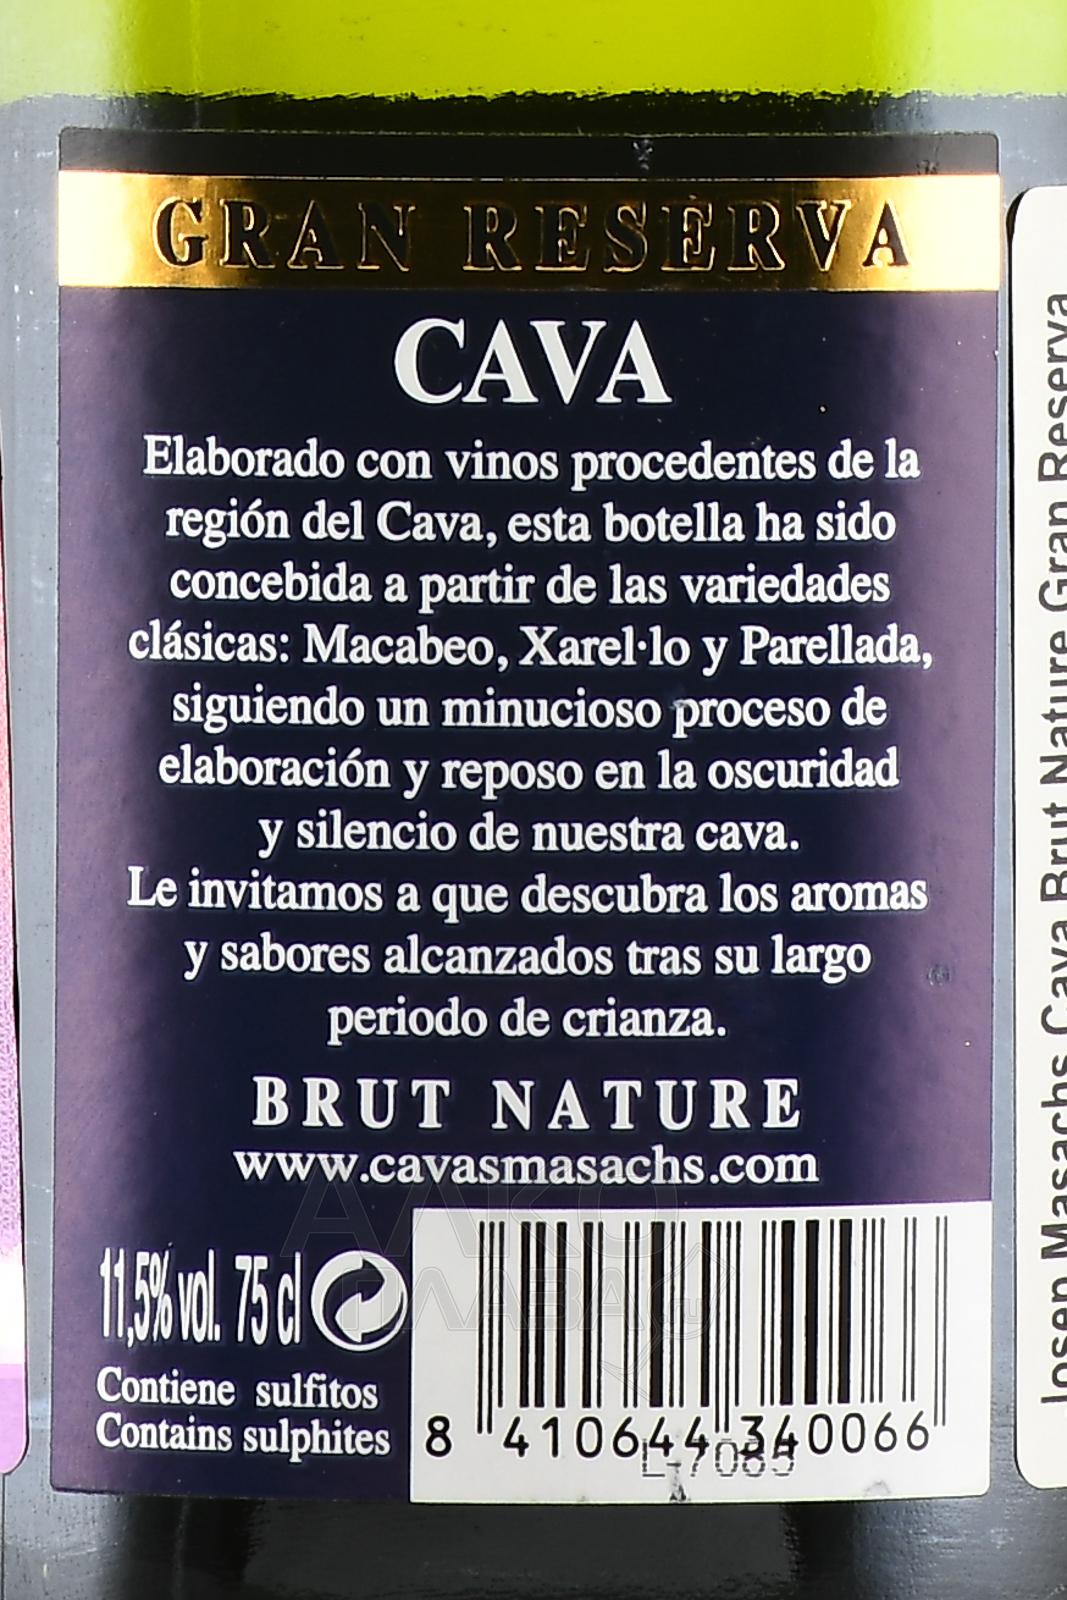 GRAN RESERVA
CAVA
Elaborado con vinos procedentes de la
región del Cava, esta botella ha sido
concebida a partir de las variedades
clásicas: Macabeo, Xarel·lo y Parellada,
siguiendo un minucioso proceso de
elaboración y reposo en la oscuridad
y silencio de nuestra cava.
Le invitamos a que descubra los aromas
y sabores alcanzados tras su largo
periodo de crianza.
BRUT NATURE
www.cavasmasachs.com
11,5% vol. 75 cl
Contiene sulfitos
Contains sulphites
8 410644 340066
L-7085
Josep Masachs Cava Brut Nature Gran Reserva
АЛКО
ПЛАЗА.ru